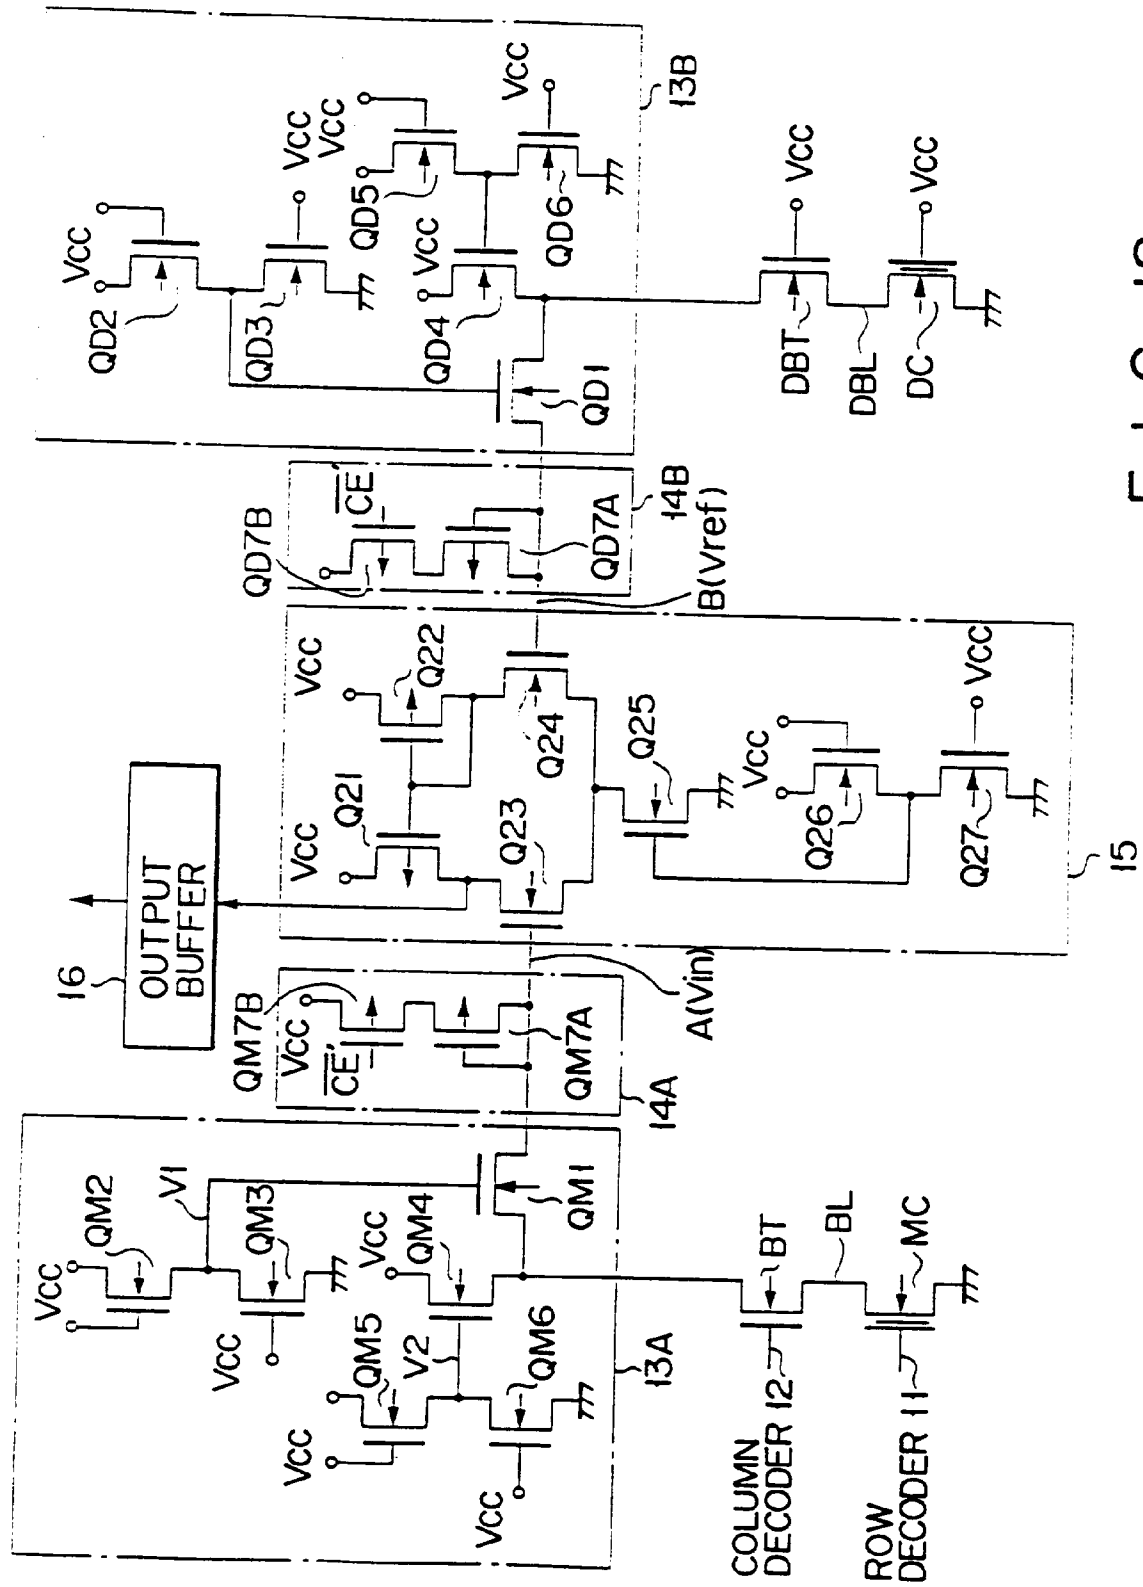 16
OUTPUT
BUFFER
13A
VCC
QM2
V1
VCC
QM3
VCC
QM5
VCC
QM4
V2
QM6
VCC
QM1
COLUMN
DECODER 12
BT
BL
ROW
DECODER 11
MC
14A
QM7B
VCC
CE
QM7A
A(Vin)
VCC
Q21
VCC
Q22
Q23
Q24
Q25
VCC
Q26
VCC
Q27
15
B(Vref)
QD7B
CE
QD7A
14B
VCC
QD2
QD3
VCC
VCC
QD5
VCC
QD4
VCC
QD6
QD1
13B
DBT
VCC
DBL
DC
VCC